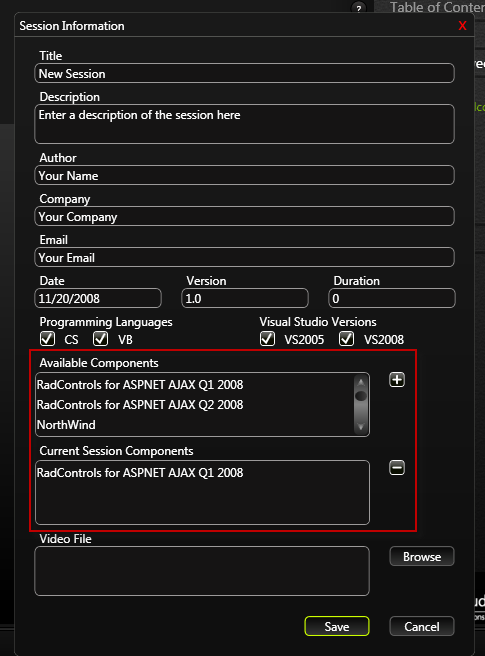 ? Table of Conten
Session Information X
Title
New Session
Description
Enter a description of the session here
Author
Your Name
Company
Your Company
Email
Your Email
Date Version Duration
11/20/2008 1.0 0
Programming Languages Visual Studio Versions
CS VB VS2005 VS2008
Available Components
RadControls for ASPNET AJAX Q1 2008
RadControls for ASPNET AJAX Q2 2008
NorthWind
Current Session Components
RadControls for ASPNET AJAX Q1 2008
Video File
Browse
Save Cancel